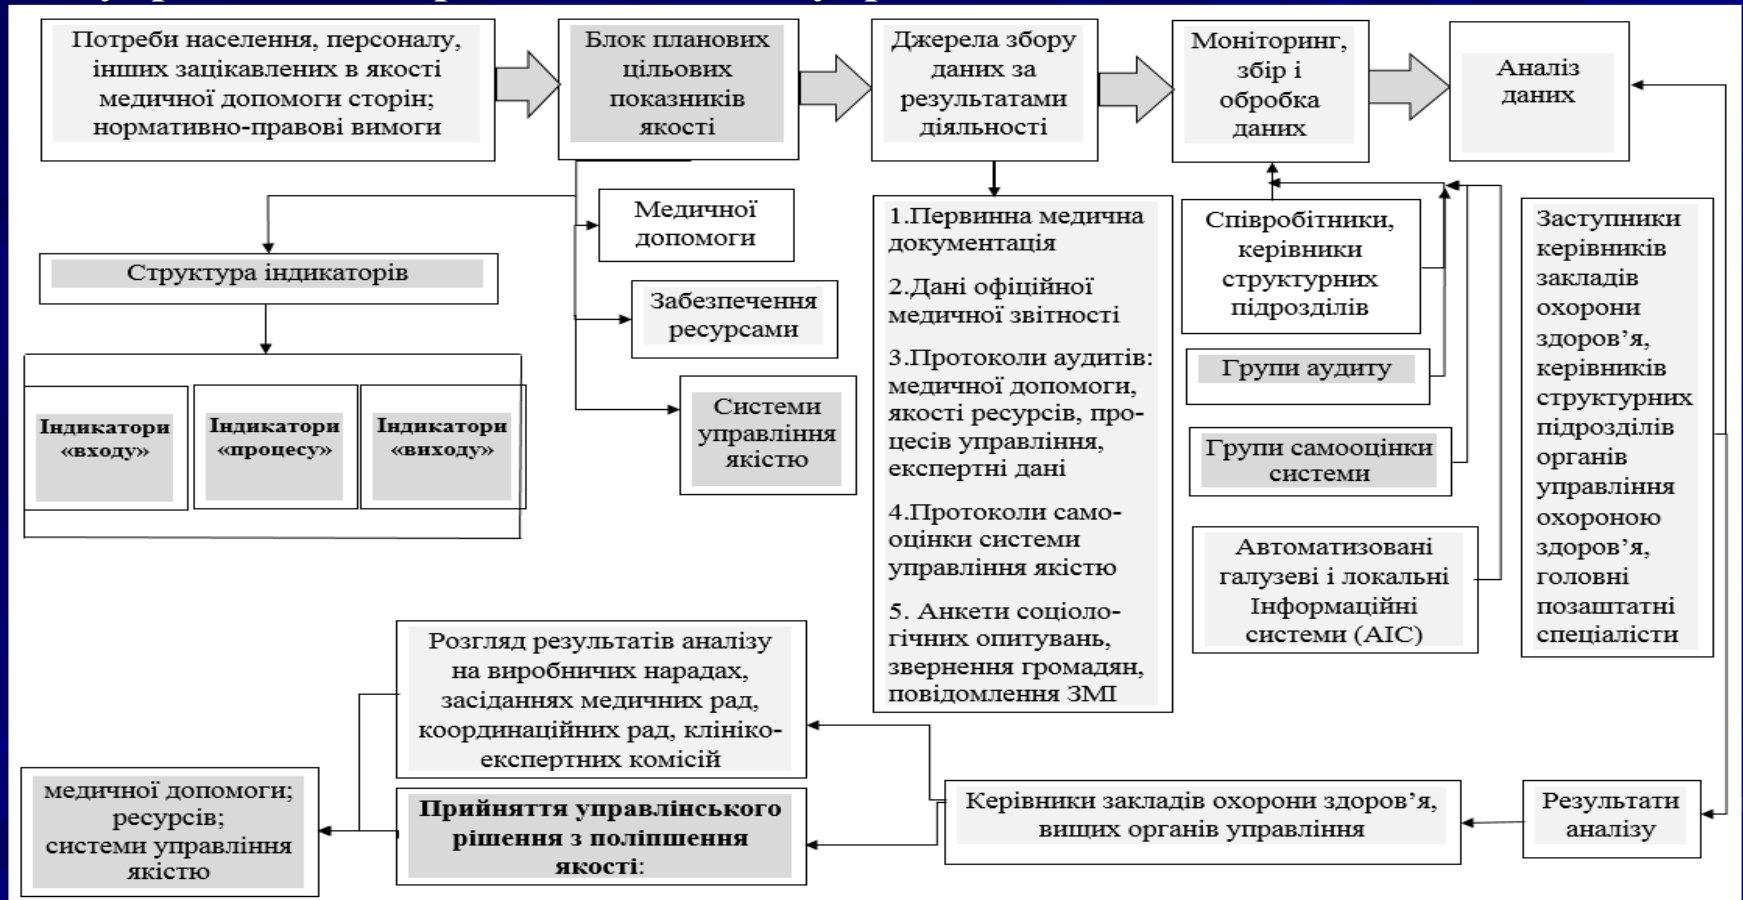 Потреби населення, персоналу,
інших зацікавлених в якості
медичної допомоги сторін;
нормативно-правові вимоги
Блок планових
цільових
показників
якості
Джерела збору
даних за
результатами
діяльності
Моніторинг,
збір і
обробка
даних
Аналіз
даних
Структура індикаторів
Індикатори
«входу»
Індикатори
«процесу»
Індикатори
«виходу»
Медичної
допомоги
Забезпечення
ресурсами
Системи
управління
якістю
1.Первинна медична
документація
2.Дані офіційної
медичної звітності
3.Протоколи аудитів:
медичної допомоги,
якості ресурсів, про-
цесів управління,
експертні дані
4.Протоколи само-
оцінки системи
управління якістю
5. Анкети соціоло-
гічних опитувань,
звернення громадян,
повідомлення ЗМІ
Співробітники,
керівники
структурних
підрозділів
Групи аудиту
Групи самооцінки
системи
Автоматизовані
галузеві і локальні
Інформаційні
системи (АІС)
Заступники
керівників
закладів
охорони
здоров’я,
керівників
структурних
підрозділів
органів
управління
охороною
здоров’я,
головні
позаштатні
спеціалісти
Розгляд результатів аналізу
на виробничих нарадах,
засіданнях медичних рад,
координаційних рад, клініко-
експертних комісій
медичної допомоги;
ресурсів;
системи управління
якістю
Прийняття управлінського
рішення з поліпшення
якості:
Керівники закладів охорони здоров’я,
вищих органів управління
Результати
аналізу